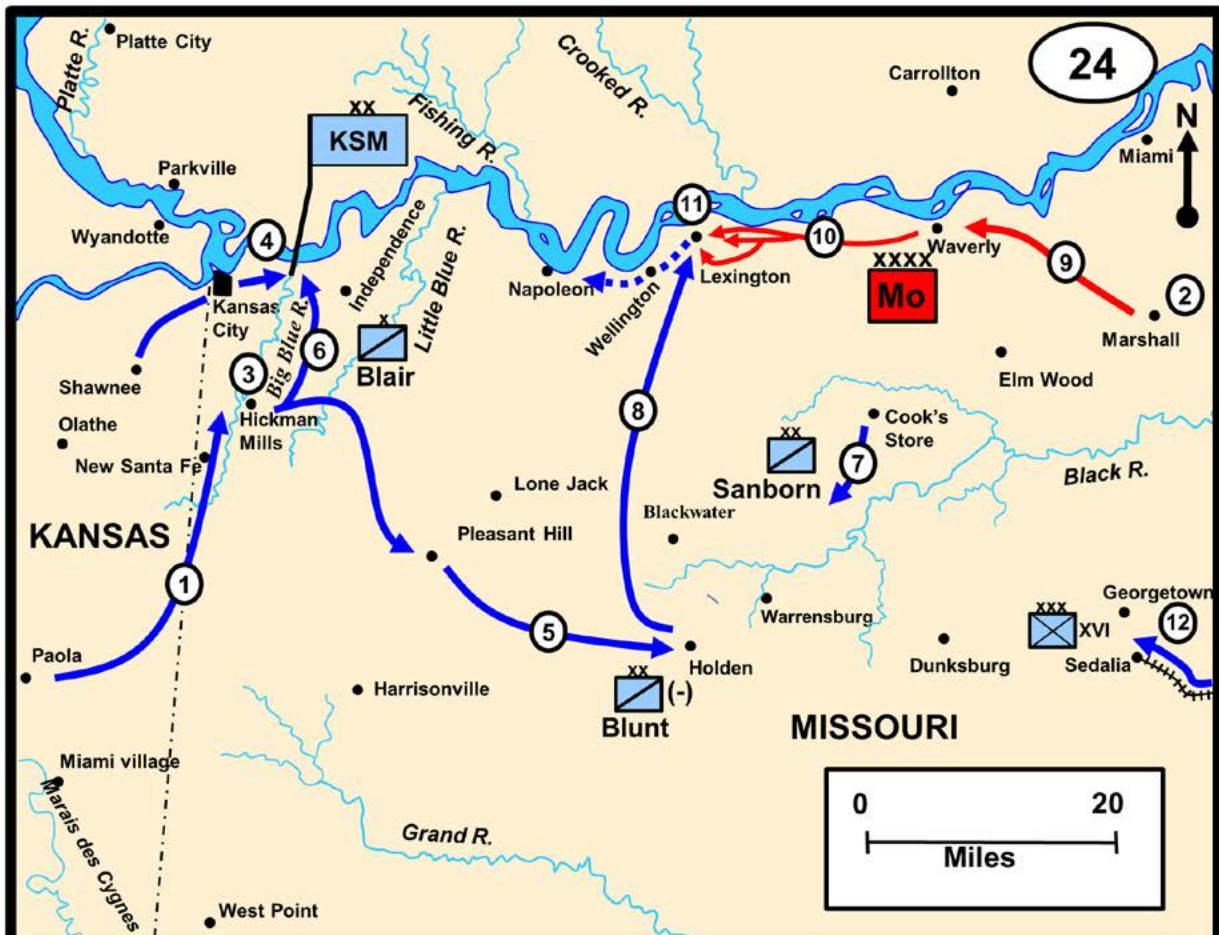 Platte R.
Platte City
Crooked R.
Carrollton
24
N
XX
KSM
Fishing R.
Miami
Parkville
Wyandotte
4
Independence
Little Blue R.
11
10
Waverly
9
2
Kansas
City
Big Blue R.
Napoleon
Wellington
Lexington
XXXX
Mo
Marshall
X
Blair
6
3
Shawnee
Elm Wood
Olathe
Hickman
Mills
8
Cook's
Store
New Santa Fe
XX
Sanborn
7
Black R.
Lone Jack
Blackwater
KANSAS
Pleasant Hill
1
Warrensburg
Georgetown
XXX
XVI
12
5
Paola
Holden
Dunksburg
Sedalia
Harrisonville
XX
(-)
Blunt
MISSOURI
Miami village
Marais des Cygnes
0
20
Miles
Grand R.
West Point